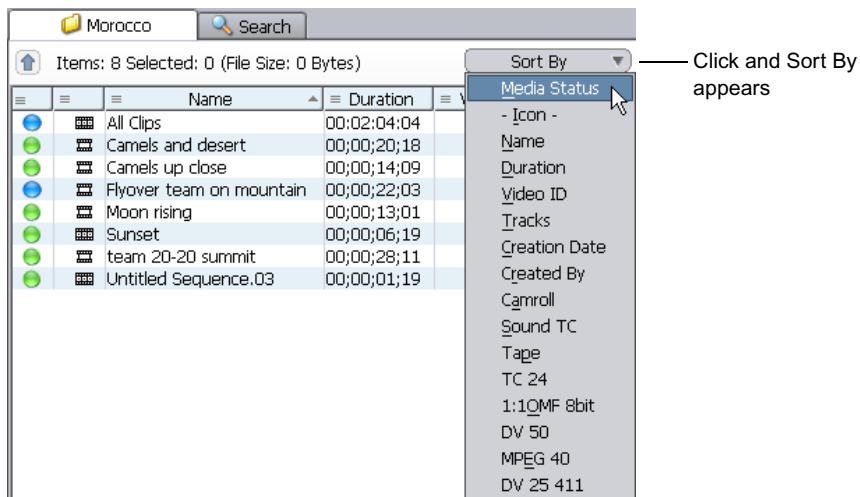 Morocco
Search
Items: 8 Selected: 0 (File Size: 0 Bytes)
Sort By
Click and Sort By
appears
Name
Duration
All Clips 00:02:04:04
Camels and desert 00;00;20;18
Camels up close 00;00;14;09
Flyover team on mountain 00;00;22;03
Moon rising 00;00;13;01
Sunset 00;00;06;19
team 20-20 summit 00;00;28;11
Untitled Sequence.03 00;00;01;19
Media Status
- Icon -
Name
Duration
Video ID
Tracks
Creation Date
Created By
Camroll
Sound TC
Tape
TC 24
1:1OMF 8bit
DV 50
MPEG 40
DV 25 411